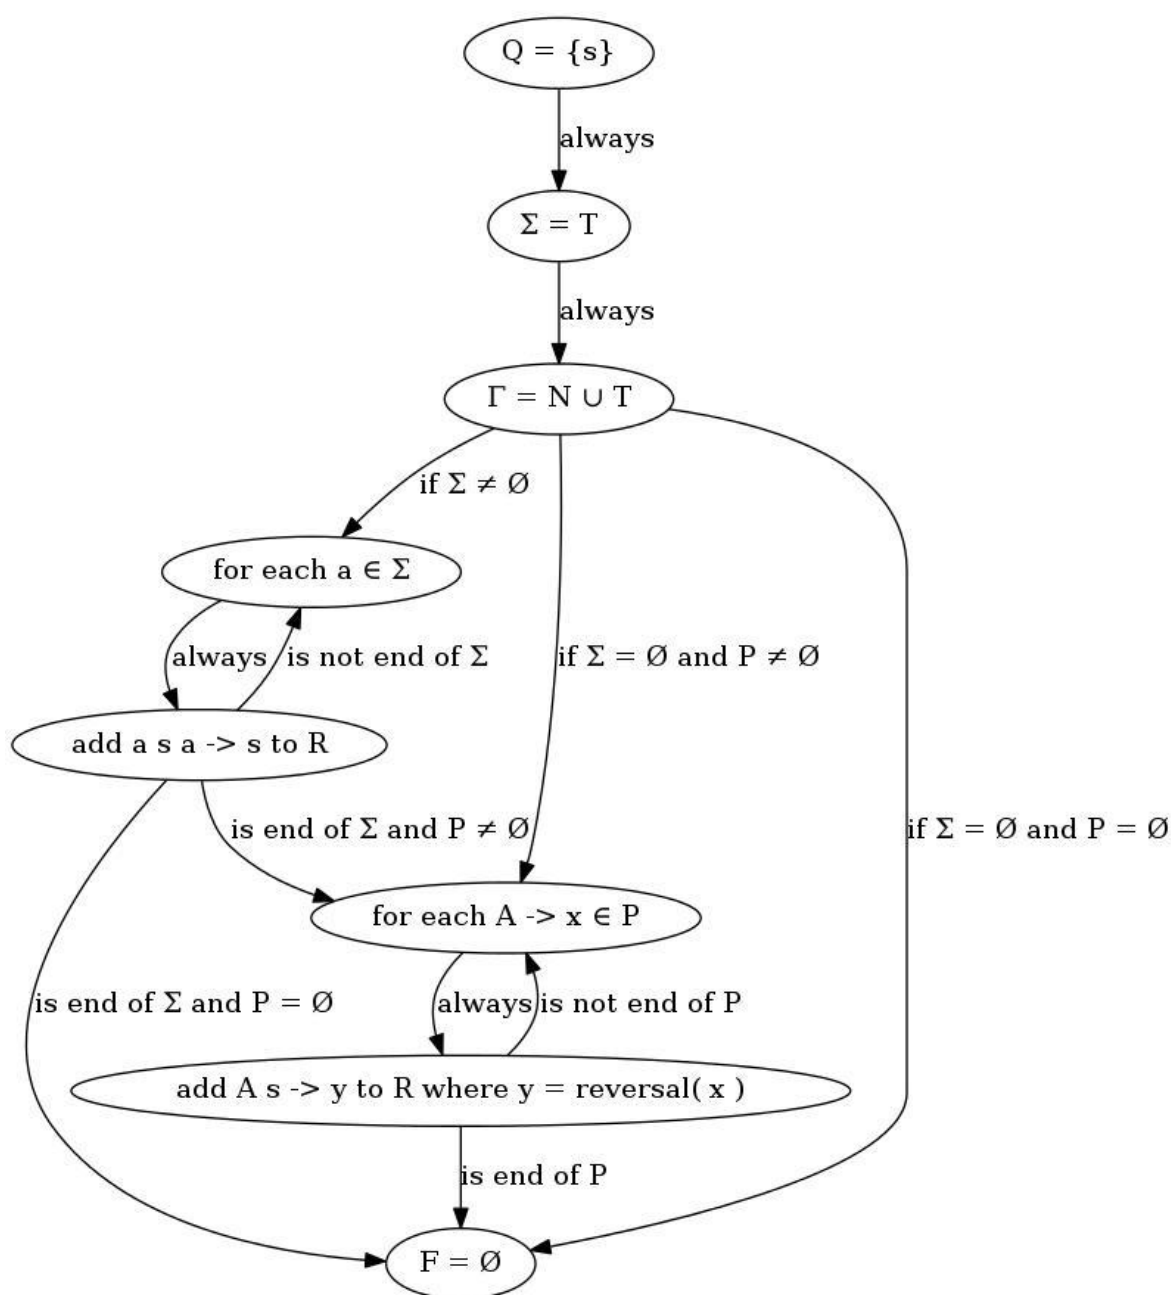 Q = {s}
always
Σ = T
always
Γ = N ∪ T
if Σ ≠ Ø
for each a ∈ Σ
always
is not end of Σ
if Σ = Ø and P ≠ Ø
add a s a -> s to R
is end of Σ and P ≠ Ø
if Σ = Ø and P = Ø
for each A -> x ∈ P
is end of Σ and P = Ø
always
is not end of P
add A s -> y to R where y = reversal( x )
is end of P
F = Ø